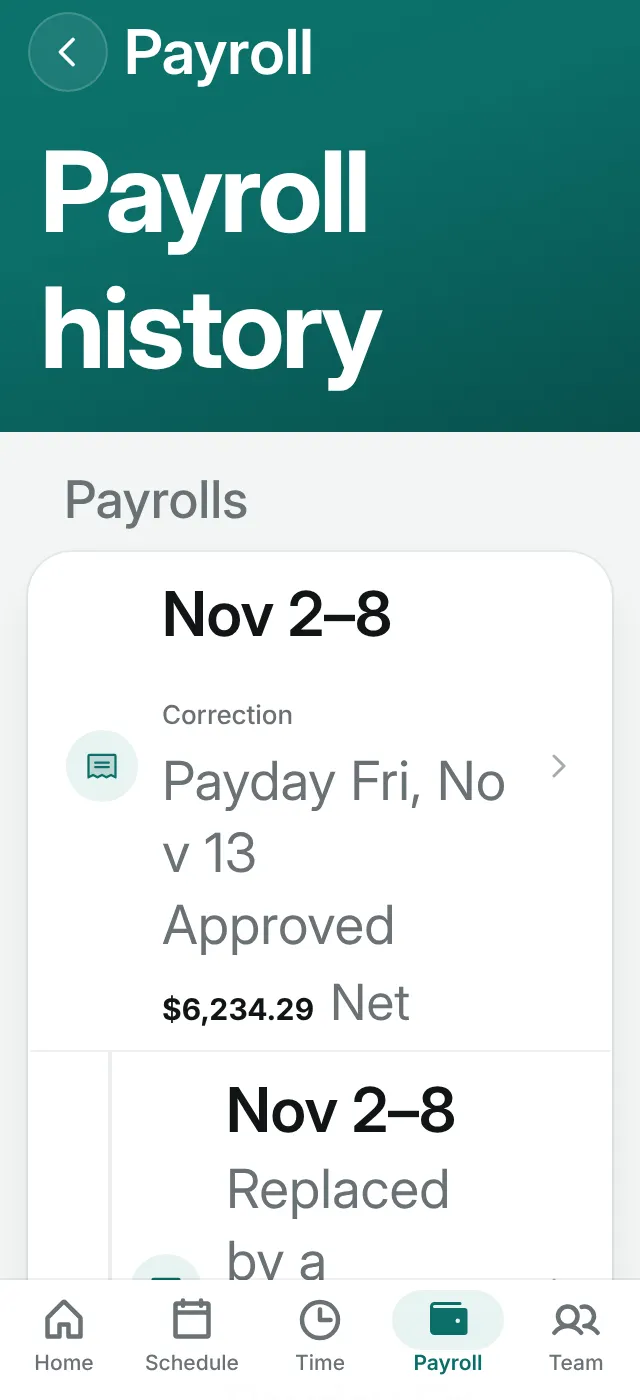 Payroll
Payroll
history
Payrolls
Nov 2–8
Correction
Payday Fri, No
v 13
Approved
$6,234.29 Net
Nov 2–8
Replaced
by a
Home
Schedule
Time
Payroll
Team